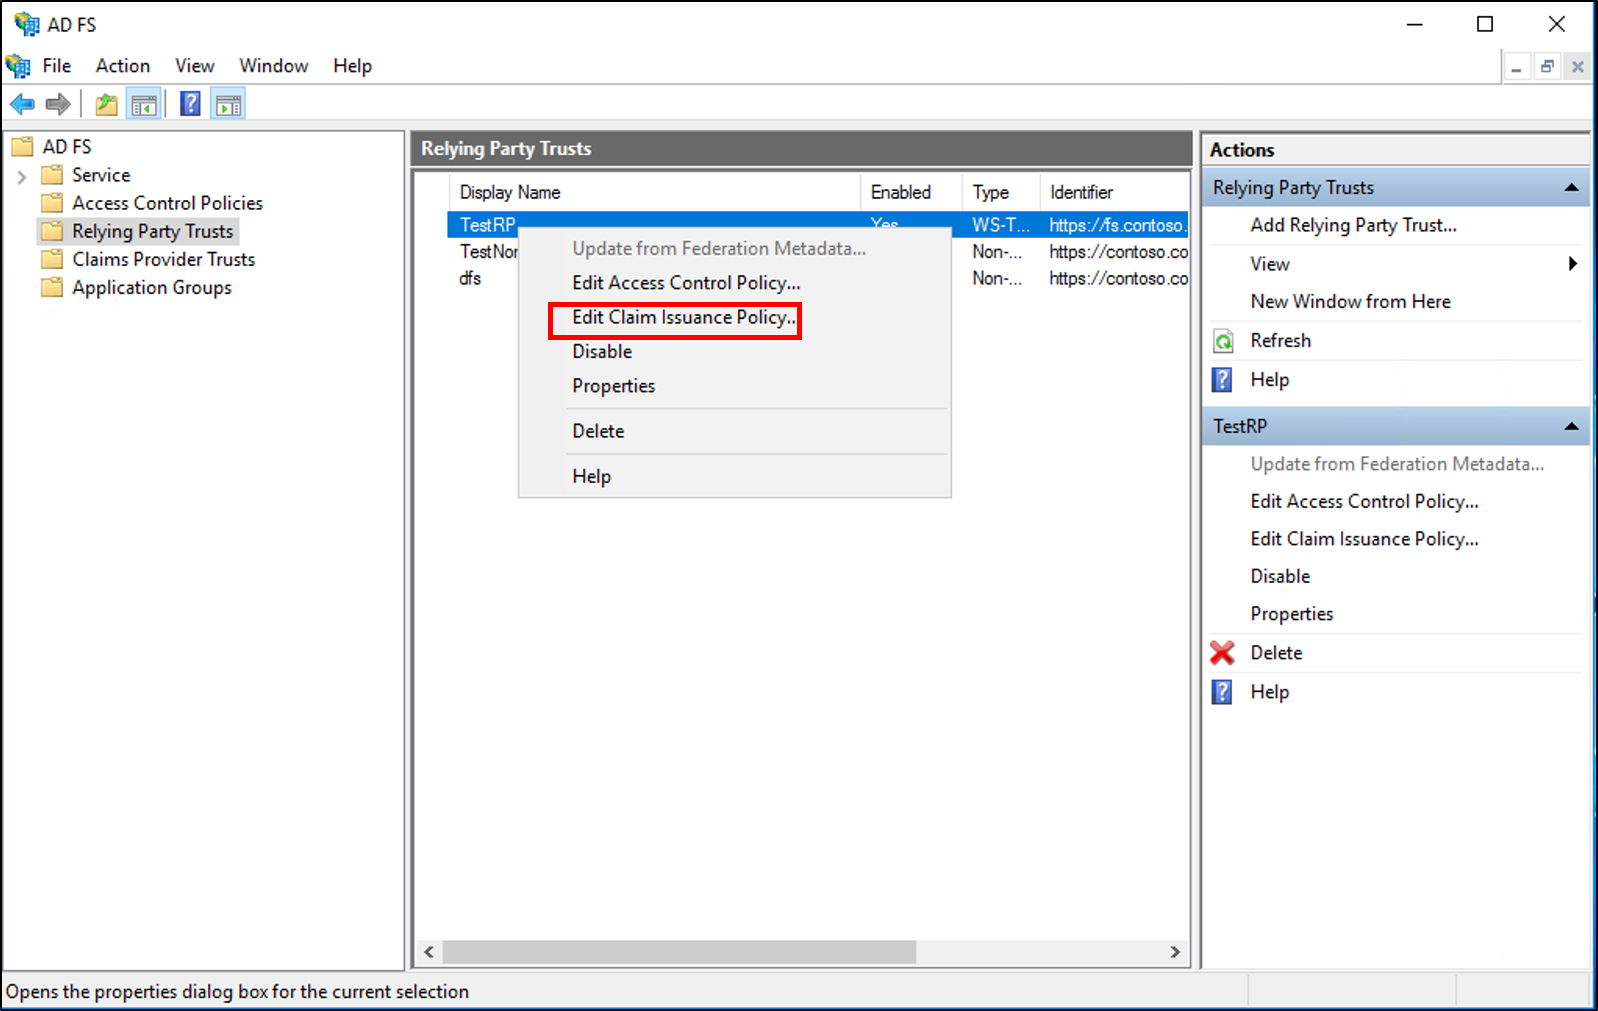 AD FS
File Action View Window Help
AD FS
Service
Access Control Policies
Relying Party Trusts
Claims Provider Trusts
Application Groups
Relying Party Trusts
Display Name Enabled Type Identifier
TestRP Yes WS-T... https://fs.contoso.
TestNor Non-... https://contoso.co
dfs Non-... https://contoso.co
Update from Federation Metadata...
Edit Access Control Policy...
Edit Claim Issuance Policy..
Disable
Properties
Delete
Help
Actions
Relying Party Trusts
Add Relying Party Trust...
View
New Window from Here
Refresh
Help
TestRP
Update from Federation Metadata...
Edit Access Control Policy...
Edit Claim Issuance Policy...
Disable
Properties
Delete
Help
Opens the properties dialog box for the current selection